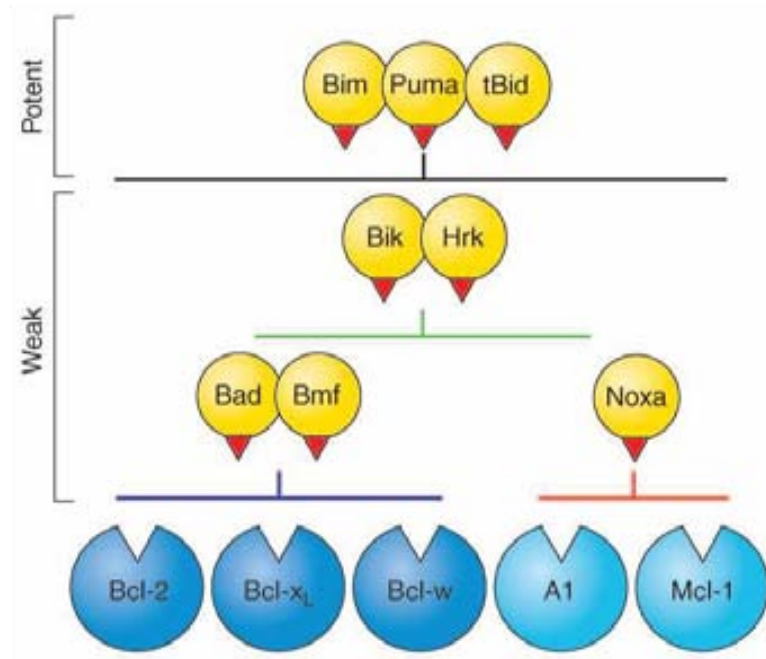 Potent
Bim Puma tBid
Weak
Bik Hrk
Bad Bmf Noxa
Bcl-2 Bcl-xL Bcl-w A1 Mcl-1